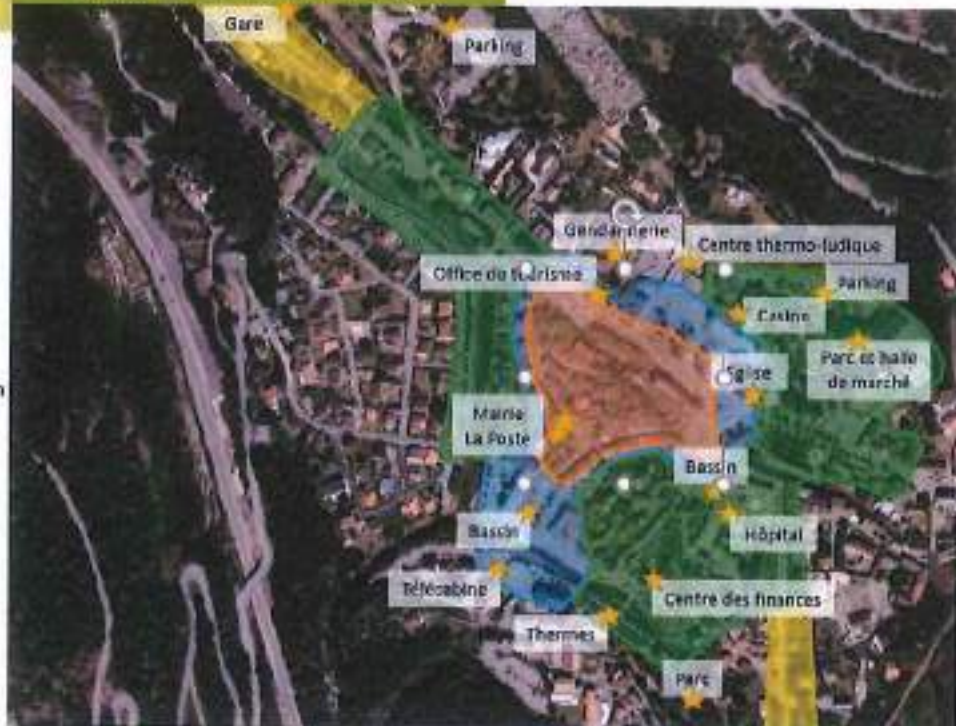 Gare
Parking
Gendarmerie
Centre thermo-ludique
Office de tourisme
Parking
Casino
Parc et halle
de marché
Eglise
Mairie
La Poste
Bassin
Bassin
Hôpital
Télécabine
Centre des finances
Thermes
Parc